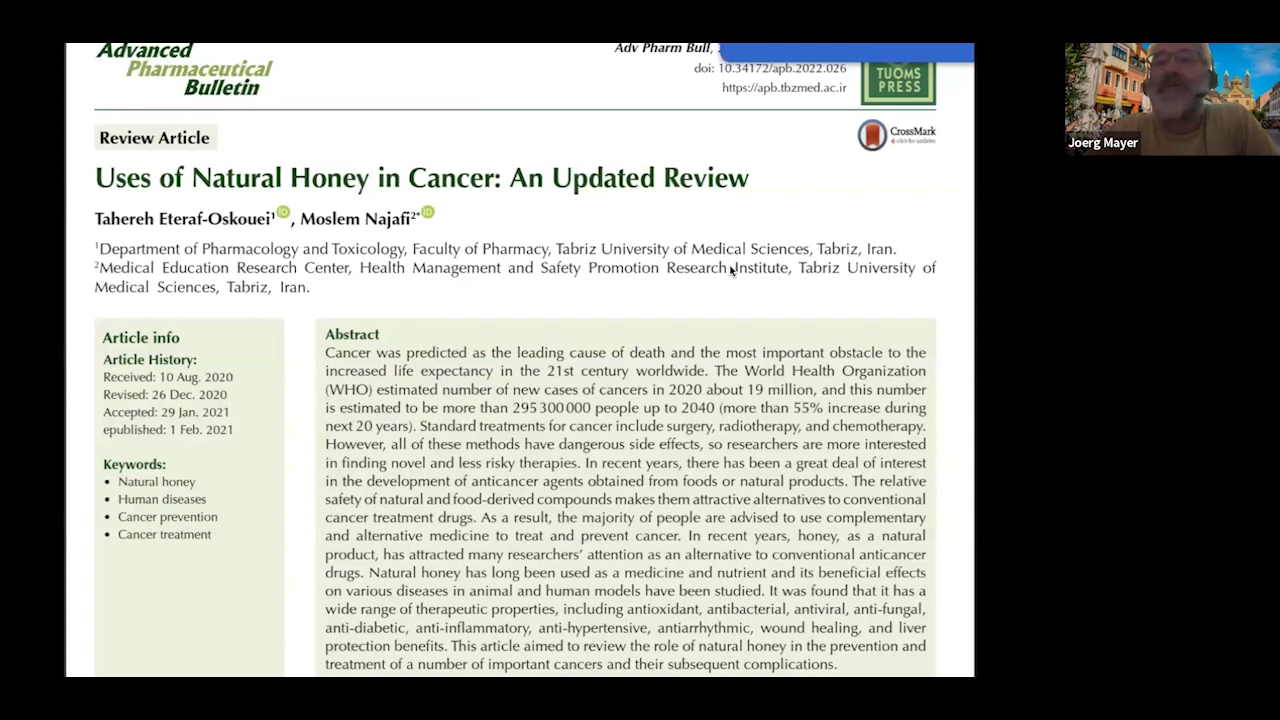 Advanced
Pharmaceutical
Bulletin
Adv Pharm Bull,
doi: 10.34172/apb.2022.026
https://apb.tbzmed.ac.ir
TUOMS
PRESS
Review Article
CrossMark
click for updates
Uses of Natural Honey in Cancer: An Updated Review
Tahereh Eteraf-Oskouei1 iD, Moslem Najafi2* iD
1Department of Pharmacology and Toxicology, Faculty of Pharmacy, Tabriz University of Medical Sciences, Tabriz, Iran.
2Medical Education Research Center, Health Management and Safety Promotion Research Institute, Tabriz University of
Medical Sciences, Tabriz, Iran.
Article info
Article History:
Received: 10 Aug. 2020
Revised: 26 Dec. 2020
Accepted: 29 Jan. 2021
epublished: 1 Feb. 2021
Keywords:
• Natural honey
• Human diseases
• Cancer prevention
• Cancer treatment
Abstract
Cancer was predicted as the leading cause of death and the most important obstacle to the
increased life expectancy in the 21st century worldwide. The World Health Organization
(WHO) estimated number of new cases of cancers in 2020 about 19 million, and this number
is estimated to be more than 295 300 000 people up to 2040 (more than 55% increase during
next 20 years). Standard treatments for cancer include surgery, radiotherapy, and chemotherapy.
However, all of these methods have dangerous side effects, so researchers are more interested
in finding novel and less risky therapies. In recent years, there has been a great deal of interest
in the development of anticancer agents obtained from foods or natural products. The relative
safety of natural and food-derived compounds makes them attractive alternatives to conventional
cancer treatment drugs. As a result, the majority of people are advised to use complementary
and alternative medicine to treat and prevent cancer. In recent years, honey, as a natural
product, has attracted many researchers’ attention as an alternative to conventional anticancer
drugs. Natural honey has long been used as a medicine and nutrient and its beneficial effects
on various diseases in animal and human models have been studied. It was found that it has a
wide range of therapeutic properties, including antioxidant, antibacterial, antiviral, anti-fungal,
anti-diabetic, anti-inflammatory, anti-hypertensive, antiarrhythmic, wound healing, and liver
protection benefits. This article aimed to review the role of natural honey in the prevention and
treatment of a number of important cancers and their subsequent complications.
Joerg Mayer